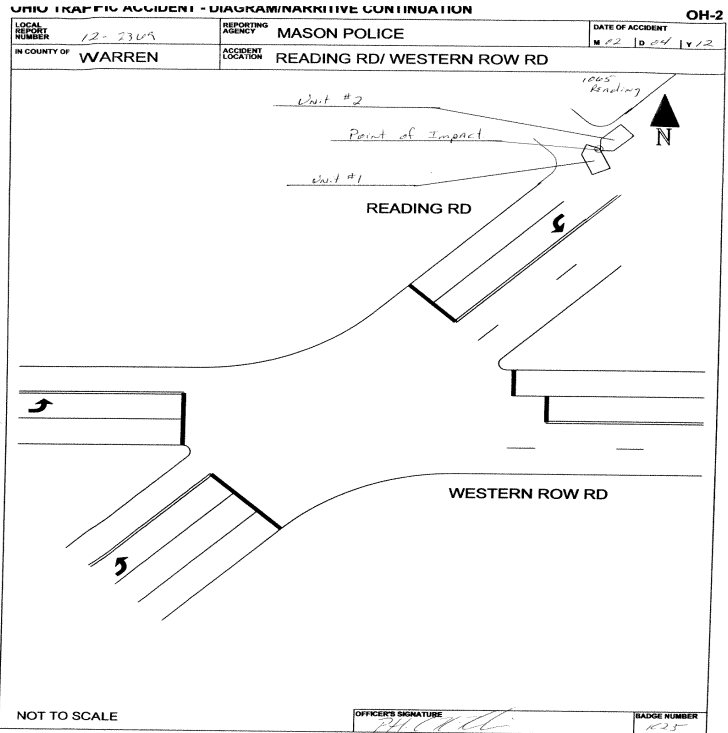 OHIO TRAFFIC ACCIDENT - DIAGRAM/NARRITIVE CONTINUATION
OH-2
LOCAL REPORT NUMBER 12-2369
REPORTING AGENCY MASON POLICE
DATE OF ACCIDENT
M 02 D 04 Y 12
IN COUNTY OF WARREN
ACCIDENT LOCATION READING RD/ WESTERN ROW RD
1065
Reading
Unit #2
N
Point of Impact
Unit #1
READING RD
WESTERN ROW RD
NOT TO SCALE
OFFICER'S SIGNATURE
BADGE NUMBER
K25